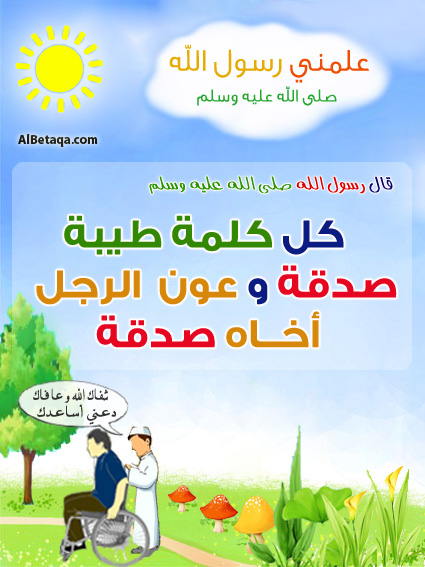 علمني رسول الله
صلى الله عليه وسلم
AlBetaqa.com
قال رسول الله صلى الله عليه وسلم
كل كلمة طيبة
صدقة و عون الرجل
أخـاه صدقة
شفاك الله وعافاك
دعني أساعدك